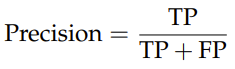 Precision = TP / TP + FP